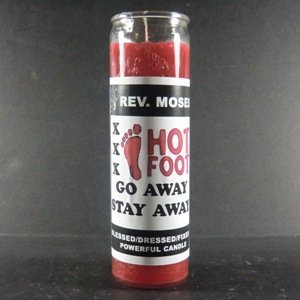 REV. MOSES
X
X
X
HOT
FOOT
GO AWAY
STAY AWAY
BLESSED/DRESSED/FIXED
POWERFUL CANDLE